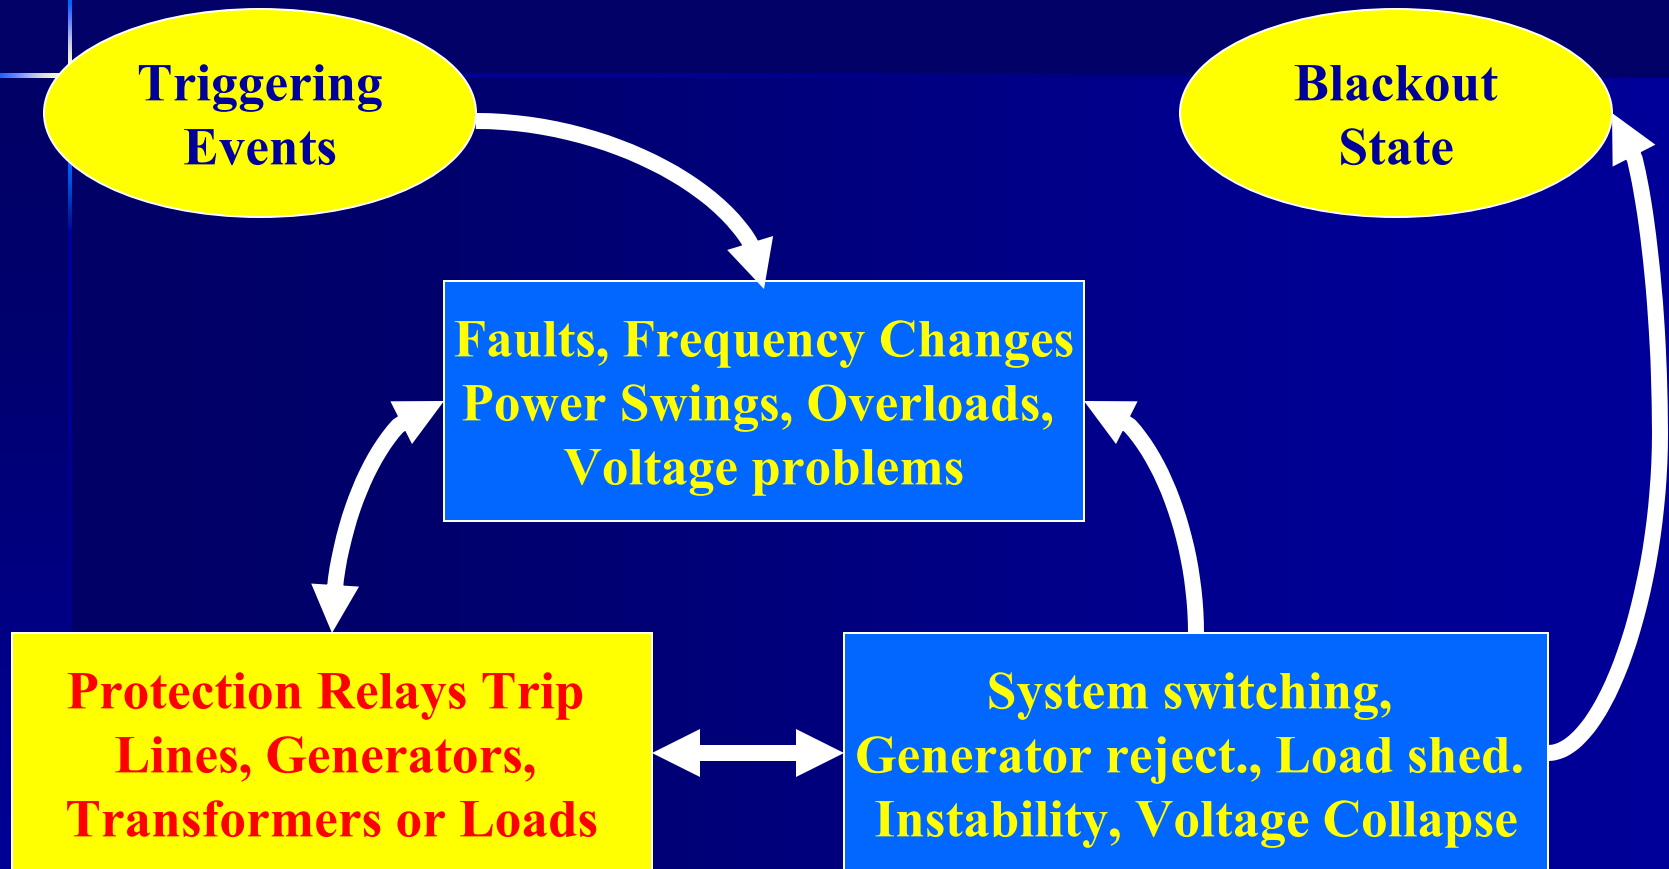 Triggering
Events
Blackout
State
Faults, Frequency Changes
Power Swings, Overloads,
Voltage problems
Protection Relays Trip
Lines, Generators,
Transformers or Loads
System switching,
Generator reject., Load shed.
Instability, Voltage Collapse